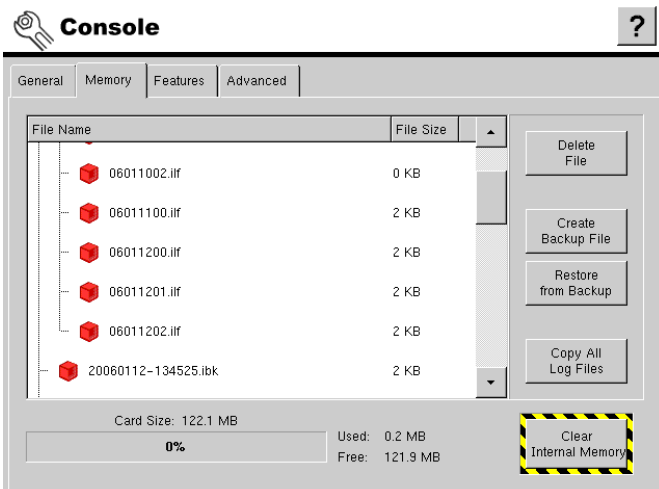 Console
?
General Memory Features Advanced
File Name File Size
06011002.ilf 0 KB
06011100.ilf 2 KB
06011200.ilf 2 KB
06011201.ilf 2 KB
06011202.ilf 2 KB
20060112-134525.ibk 2 KB
Delete
File
Create
Backup File
Restore
from Backup
Copy All
Log Files
Card Size: 122.1 MB
0%
Used: 0.2 MB
Free: 121.9 MB
Clear
Internal Memory